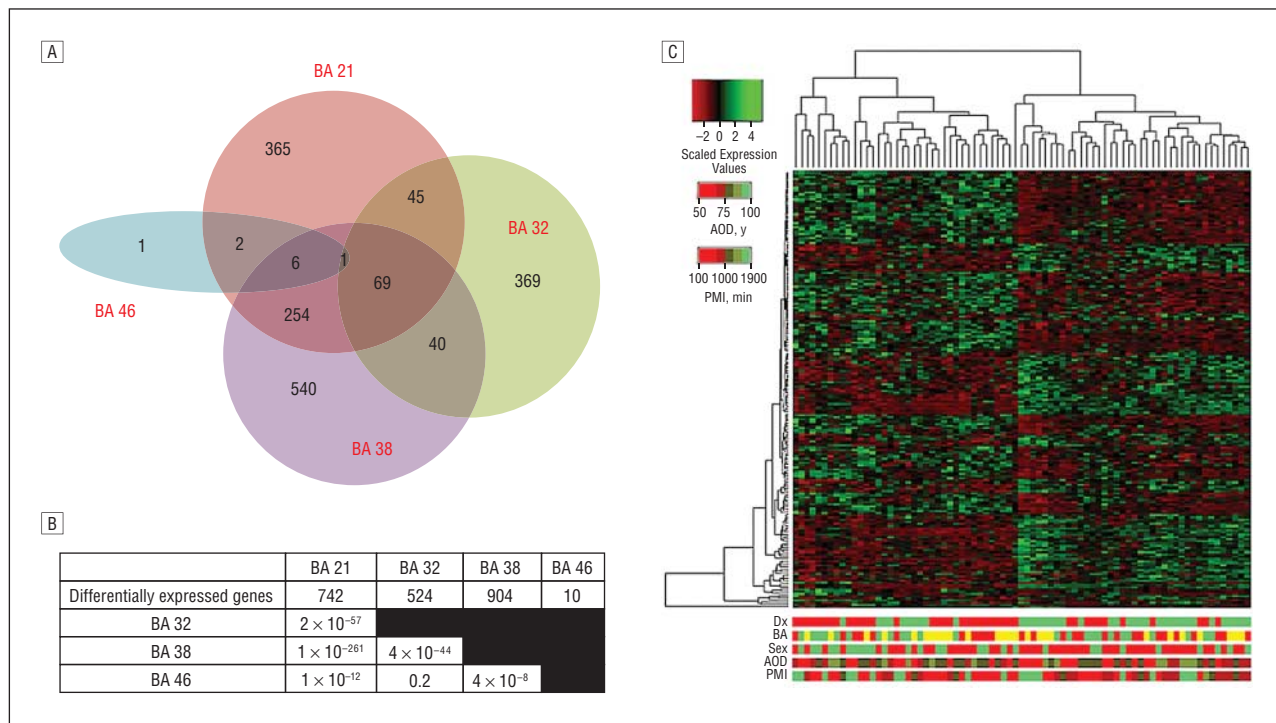 A
BA 21
365
45
BA 32
1
2
6
1
69
369
BA 46
254
40
540
BA 38
B
BA 21 BA 32 BA 38 BA 46
Differentially expressed genes 742 524 904 10
BA 32 2 × 10⁻⁵⁷
BA 38 1 × 10⁻²⁶¹ 4 × 10⁻⁴⁴
BA 46 1 × 10⁻¹² 0.2 4 × 10⁻⁸
C
–2 0 2 4
Scaled Expression
Values
50 75 100
AOD, y
100 1000 1900
PMI, min
Dx
BA
Sex
AOD
PMI